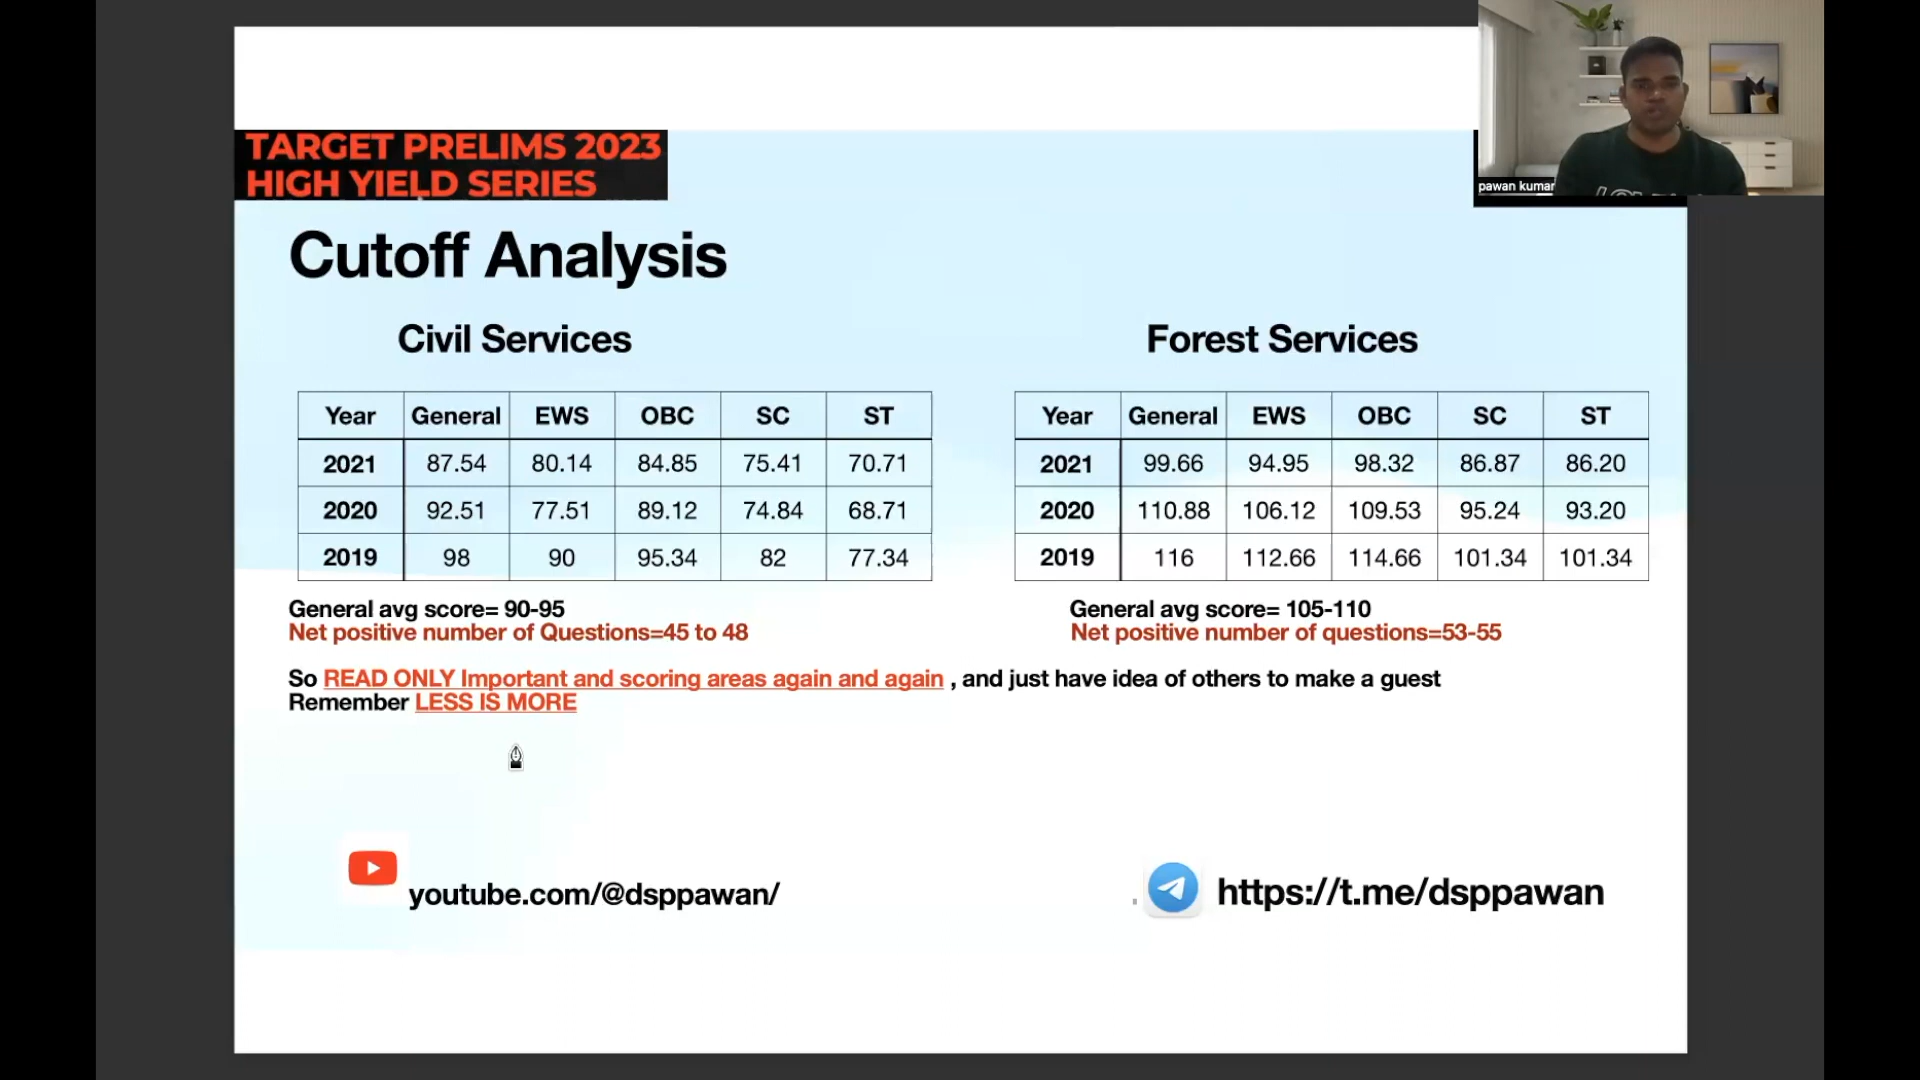 TARGET PRELIMS 2023
HIGH YIELD SERIES
pawan kumar
Cutoff Analysis
Civil Services
Year General EWS OBC SC ST
2021 87.54 80.14 84.85 75.41 70.71
2020 92.51 77.51 89.12 74.84 68.71
2019 98 90 95.34 82 77.34
General avg score= 90-95
Net positive number of Questions=45 to 48
Forest Services
Year General EWS OBC SC ST
2021 99.66 94.95 98.32 86.87 86.20
2020 110.88 106.12 109.53 95.24 93.20
2019 116 112.66 114.66 101.34 101.34
General avg score= 105-110
Net positive number of questions=53-55
So READ ONLY Important and scoring areas again and again , and just have idea of others to make a guest
Remember LESS IS MORE
youtube.com/@dsppawan/
https://t.me/dsppawan